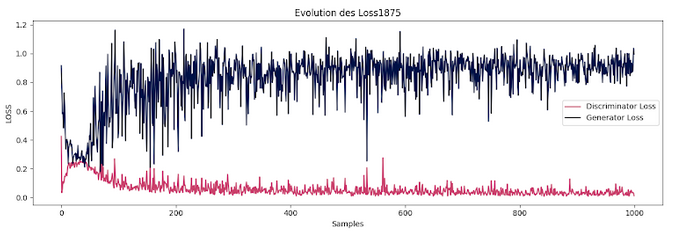 Evolution des Loss1875
1.2
1.0
0.8
0.6
0.4
0.2
0.0
LOSS
Discriminator Loss
Generator Loss
0 200 400 600 800 1000
Samples